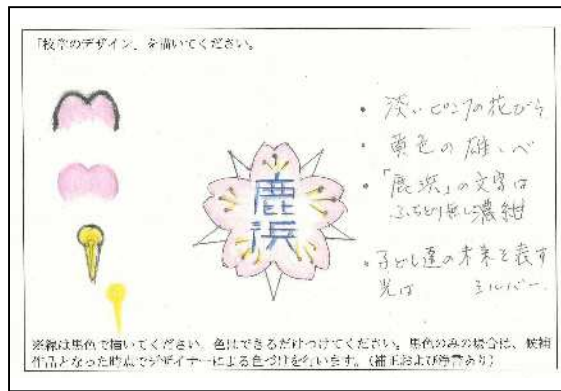 「校章のデザイン」を描いてください。
・淡いピンクの花びら
・黄色の雄しべ
鹿浜
・「鹿浜」の文字は
ふちどり無し濃紺
・子ども達の未来を表す
光は シルバー.
※線は黒色で描いてください。色はできるだけつけてください。黒色のみの場合は、候補
作品となった時点でデザイナーによる色づけを行います。(補正および浄書あり)